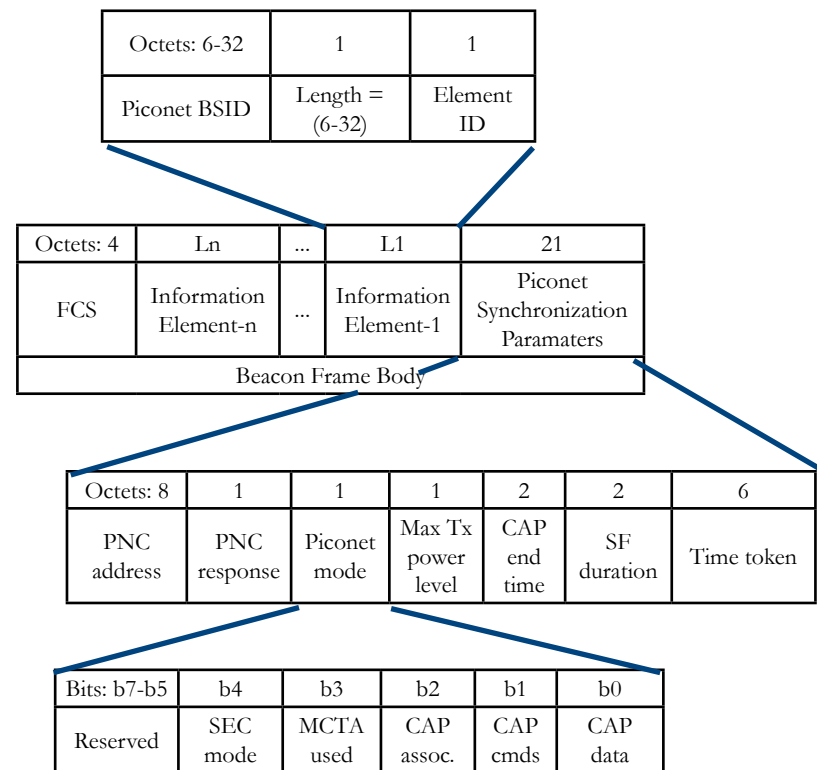 Octets: 6-32 1 1
Piconet BSID Length = Element
(6-32) ID
Octets: 4 Ln ... L1 21
FCS Information ... Information Piconet
Element-n Element-1 Synchronization
Paramaters
Beacon Frame Body
Octets: 8 1 1 1 2 2 6
PNC PNC Piconet Max Tx CAP SF Time token
address response mode power end duration
level time
Bits: b7-b5 b4 b3 b2 b1 b0
Reserved SEC MCTA CAP CAP CAP
mode used assoc. cmds data